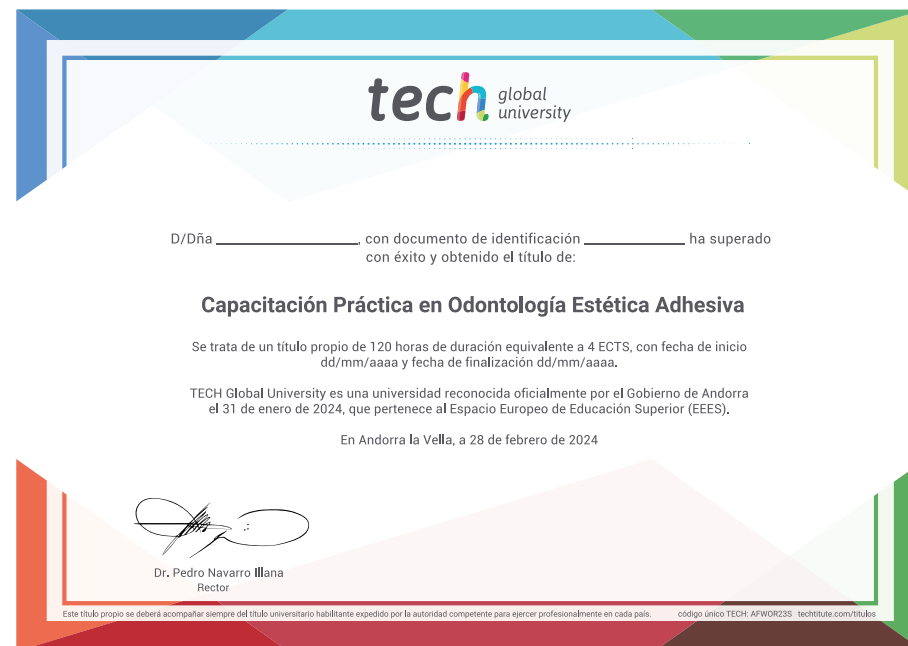 tech global university
D/Dña ______________, con documento de identificación __________ ha superado
con éxito y obtenido el título de:
Capacitación Práctica en Odontología Estética Adhesiva
Se trata de un título propio de 120 horas de duración equivalente a 4 ECTS, con fecha de inicio
dd/mm/aaaa y fecha de finalización dd/mm/aaaa.
TECH Global University es una universidad reconocida oficialmente por el Gobierno de Andorra
el 31 de enero de 2024, que pertenece al Espacio Europeo de Educación Superior (EEES).
En Andorra la Vella, a 28 de febrero de 2024
Dr. Pedro Navarro Illana
Rector
Este título propio se deberá acompañar siempre del título universitario habilitante expedido por la autoridad competente para ejercer profesionalmente en cada país. código único TECH: AFWOR23S techtitute.com/titulos